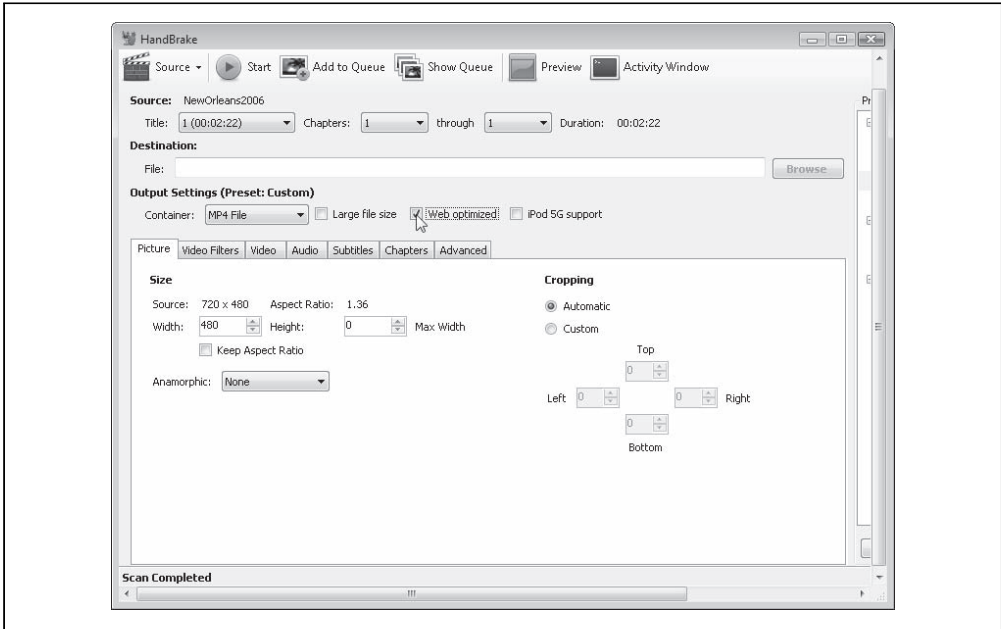 HandBrake
Source Start Add to Queue Show Queue Preview Activity Window
Source: NewOrleans2006
Title: 1 (00:02:22) Chapters: 1 through 1 Duration: 00:02:22
Destination:
File: Browse
Output Settings (Preset: Custom)
Container: MP4 File Large file size Web optimized iPod 5G support
Picture Video Filters Video Audio Subtitles Chapters Advanced
Size
Source: 720 x 480 Aspect Ratio: 1.36
Width: 480 Height: 0 Max Width
Keep Aspect Ratio
Anamorphic: None
Cropping
Automatic
Custom
Top
0
Left 0 0 Right
0
Bottom
Pr
Scan Completed